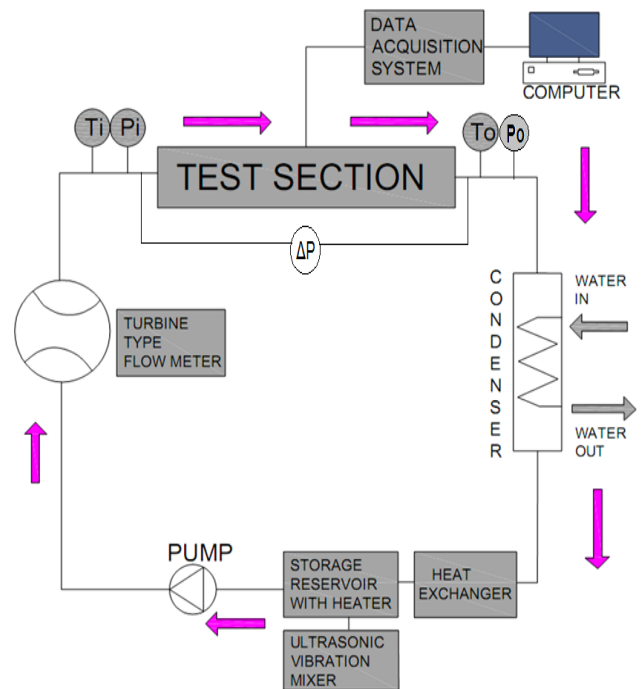 DATA
ACQUISITION
SYSTEM
COMPUTER
Ti
Pi
To
Po
TEST SECTION
ΔP
CONDENSER
WATER
IN
WATER
OUT
TURBINE
TYPE
FLOW METER
PUMP
STORAGE
RESERVOIR
WITH HEATER
HEAT
EXCHANGER
ULTRASONIC
VIBRATION
MIXER